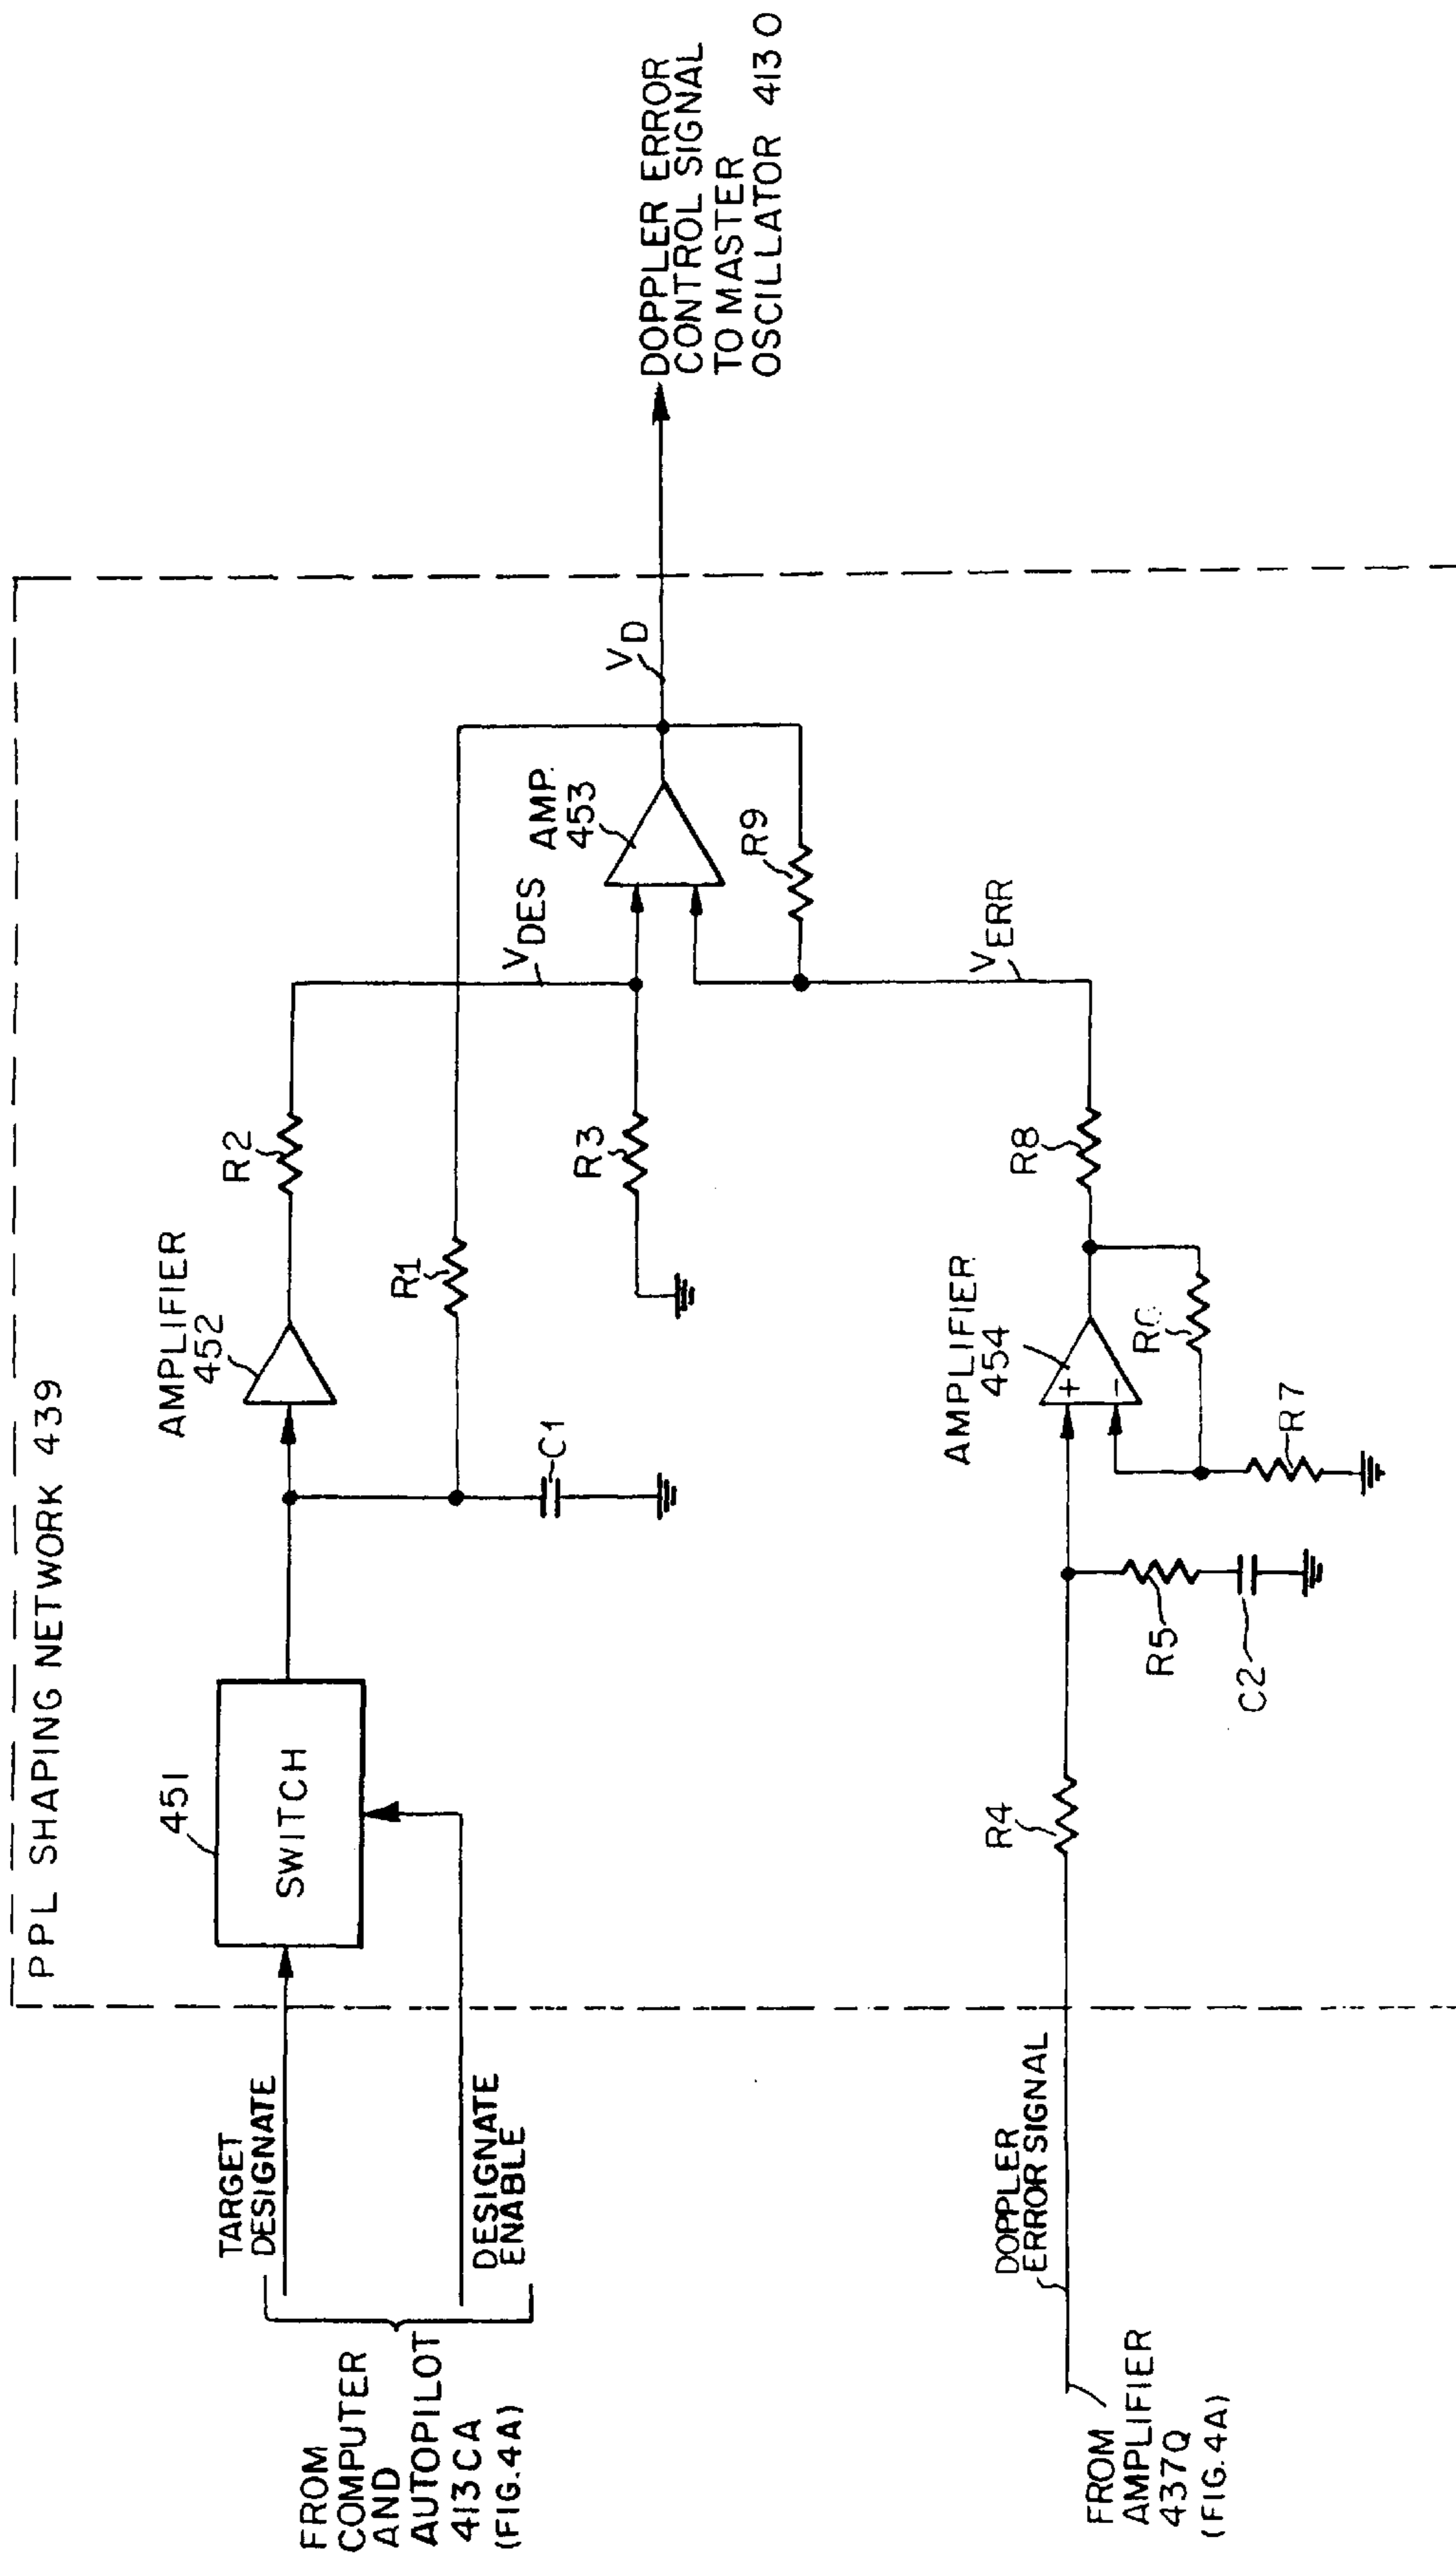 PPL SHAPING NETWORK 439
FROM
COMPUTER
AND
AUTOPILOT
413CA
(FIG.4A)
TARGET
DESIGNATE
DESIGNATE
ENABLE
451
SWITCH
AMPLIFIER
452
C1
R1
R2
R3
VDES
AMP.
453
R9
VD
DOPPLER ERROR
CONTROL SIGNAL
TO MASTER
OSCILLATOR 413 O
FROM
AMPLIFIER
437Q
(FIG.4A)
DOPPLER
ERROR SIGNAL
R4
R5
C2
AMPLIFIER
454
+
−
R7
R8
VERR